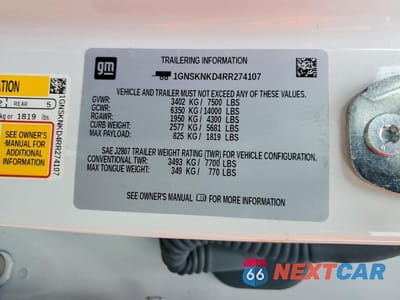 gm
TRAILERING INFORMATION
1GNSKNKD4RR274107
VEHICLE AND TRAILER MUST NOT EXCEED ANY OF THESE VALUES.
GVWR: 3402 KG / 7500 LBS
GCWR: 6350 KG / 14000 LBS
RGAWR: 1950 KG / 4300 LBS
CURB WEIGHT: 2577 KG / 5681 LBS
MAX PAYLOAD: 825 KG / 1819 LBS
SAE J2807 TRAILER WEIGHT RATING (TWR) FOR VEHICLE CONFIGURATION.
CONVENTIONAL TWR: 3493 KG / 7700 LBS
MAX TONGUE WEIGHT: 349 KG / 770 LBS
SEE OWNER'S MANUAL FOR MORE INFORMATION
ATION
REAR 5
kg or 1819 lbs
SEE OWNER'S
MANUAL FOR
ADDITIONAL
INFORMATION
1GNSKNKD4RR274107
66 NEXTCAR